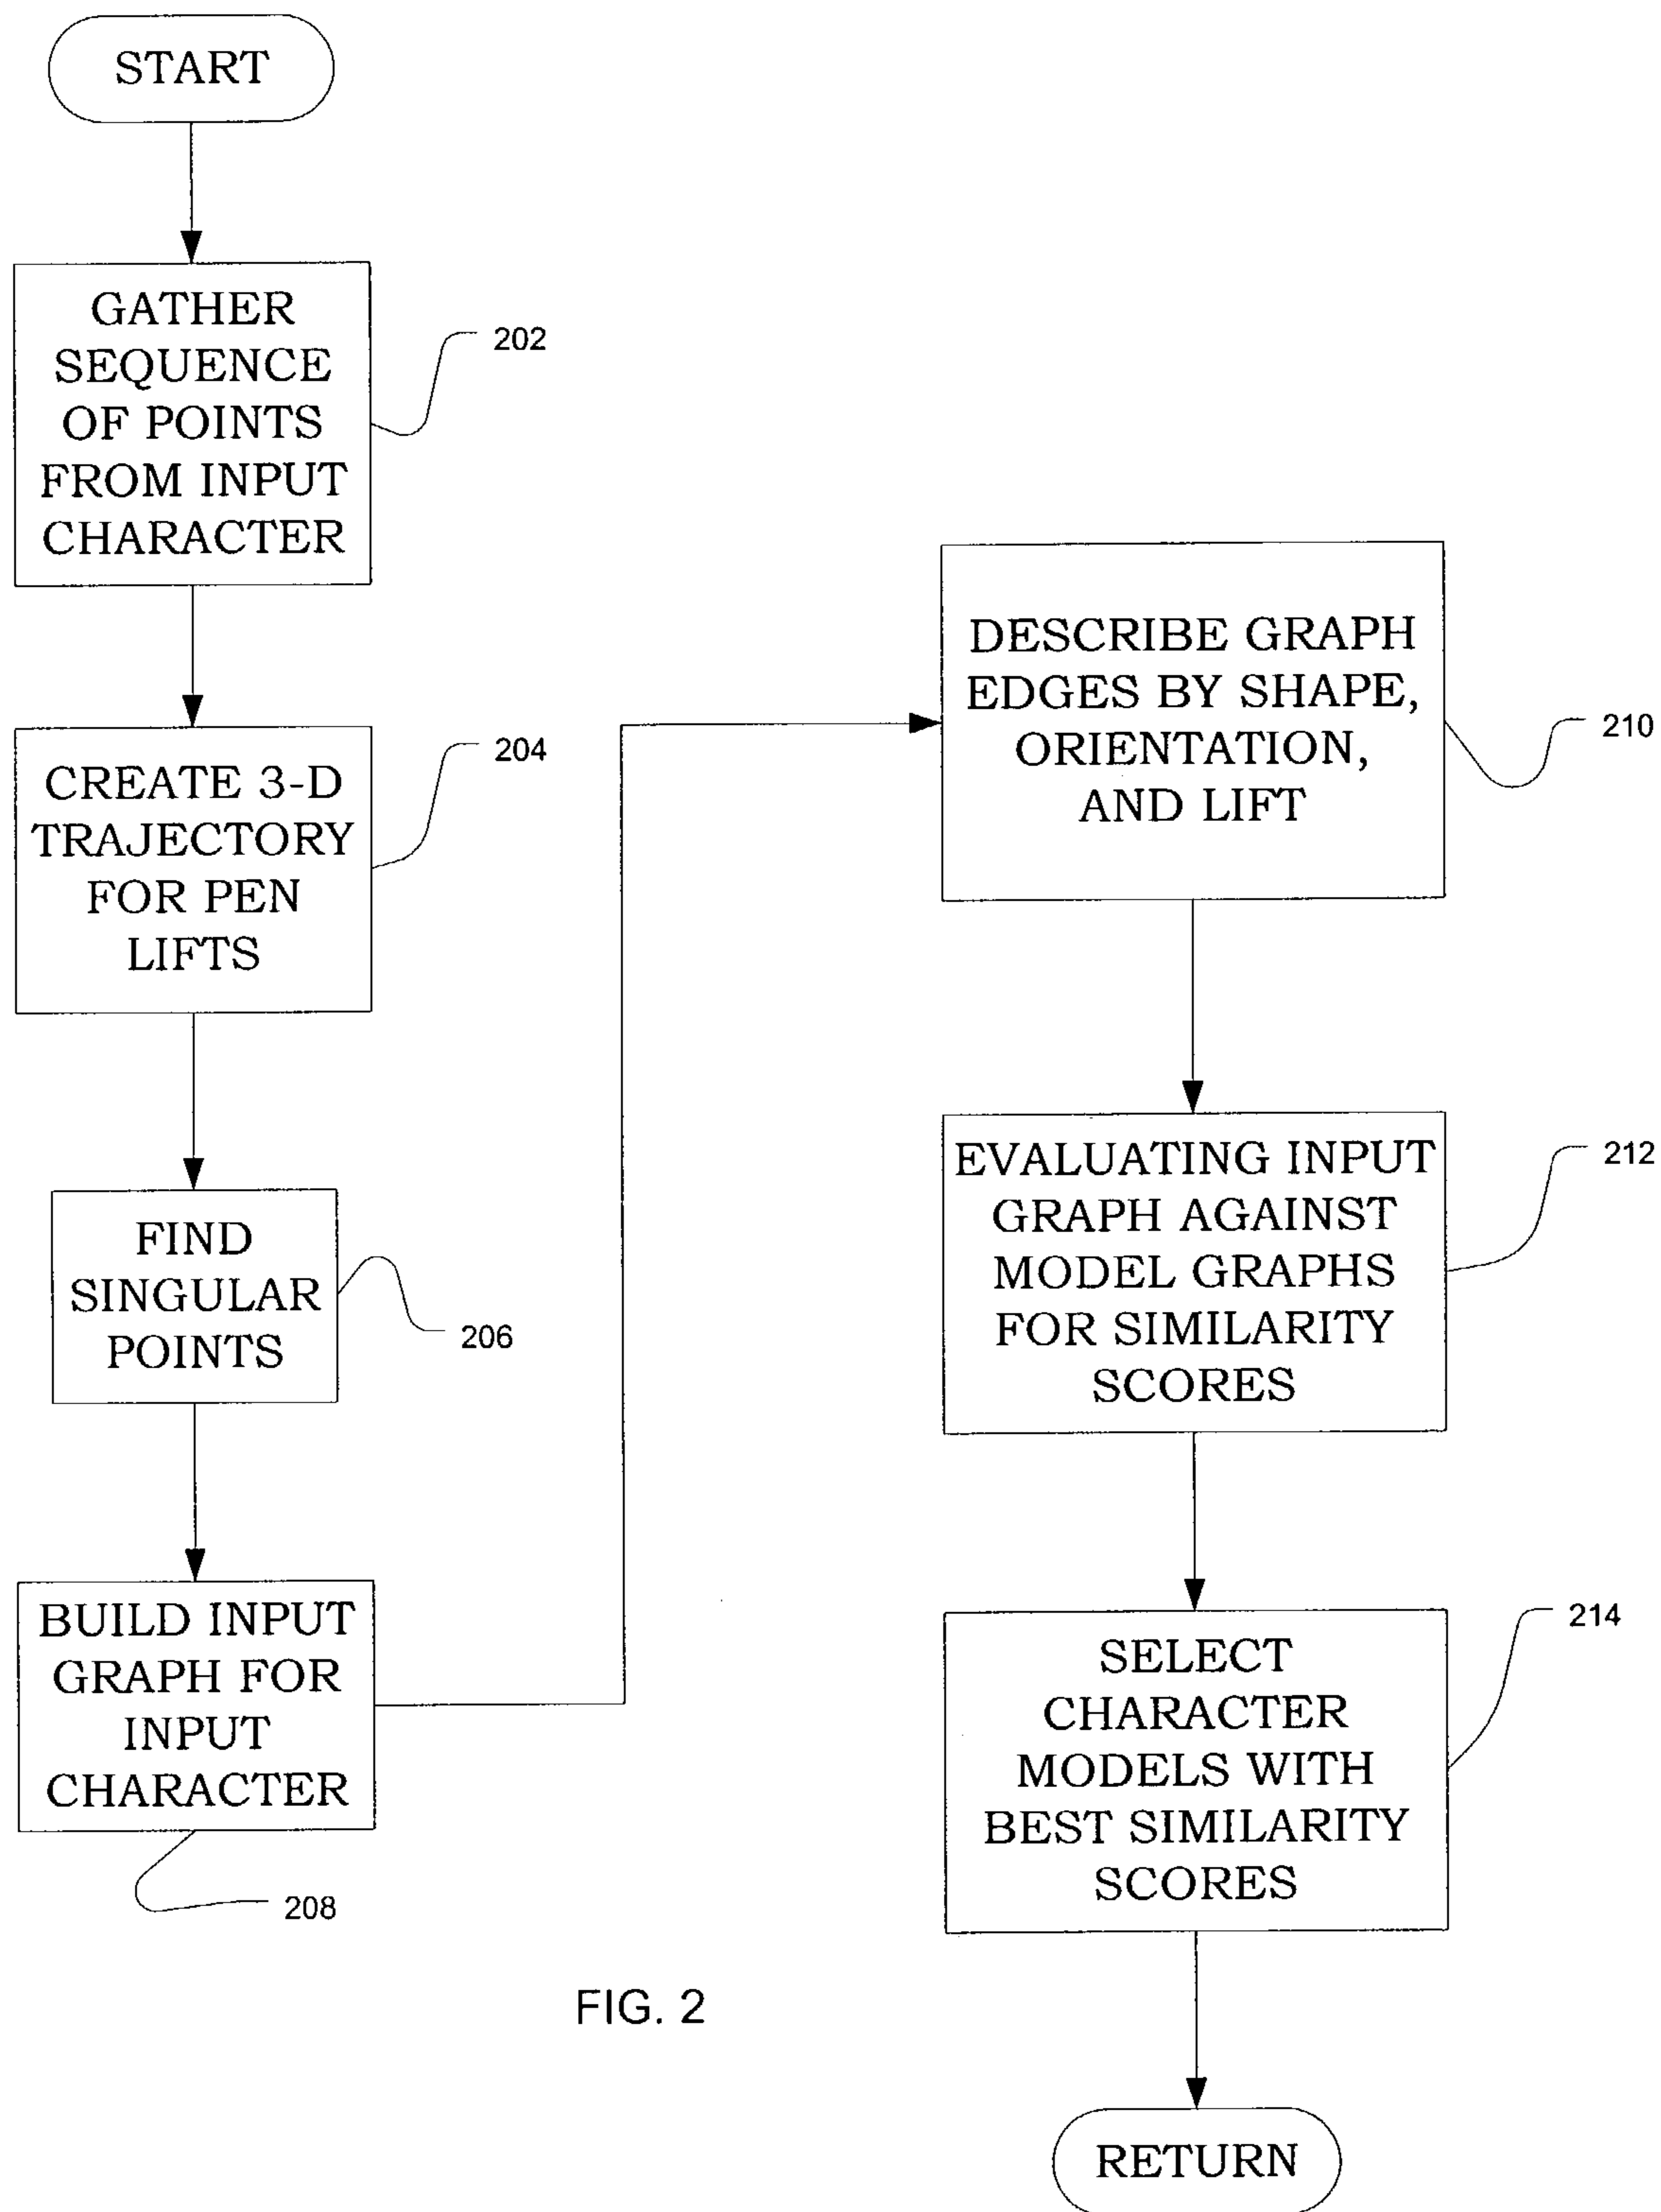 START
GATHER
SEQUENCE
OF POINTS
FROM INPUT
CHARACTER
202
CREATE 3-D
TRAJECTORY
FOR PEN
LIFTS
204
FIND
SINGULAR
POINTS
206
BUILD INPUT
GRAPH FOR
INPUT
CHARACTER
208
DESCRIBE GRAPH
EDGES BY SHAPE,
ORIENTATION,
AND LIFT
210
EVALUATING INPUT
GRAPH AGAINST
MODEL GRAPHS
FOR SIMILARITY
SCORES
212
SELECT
CHARACTER
MODELS WITH
BEST SIMILARITY
SCORES
214
RETURN
FIG. 2